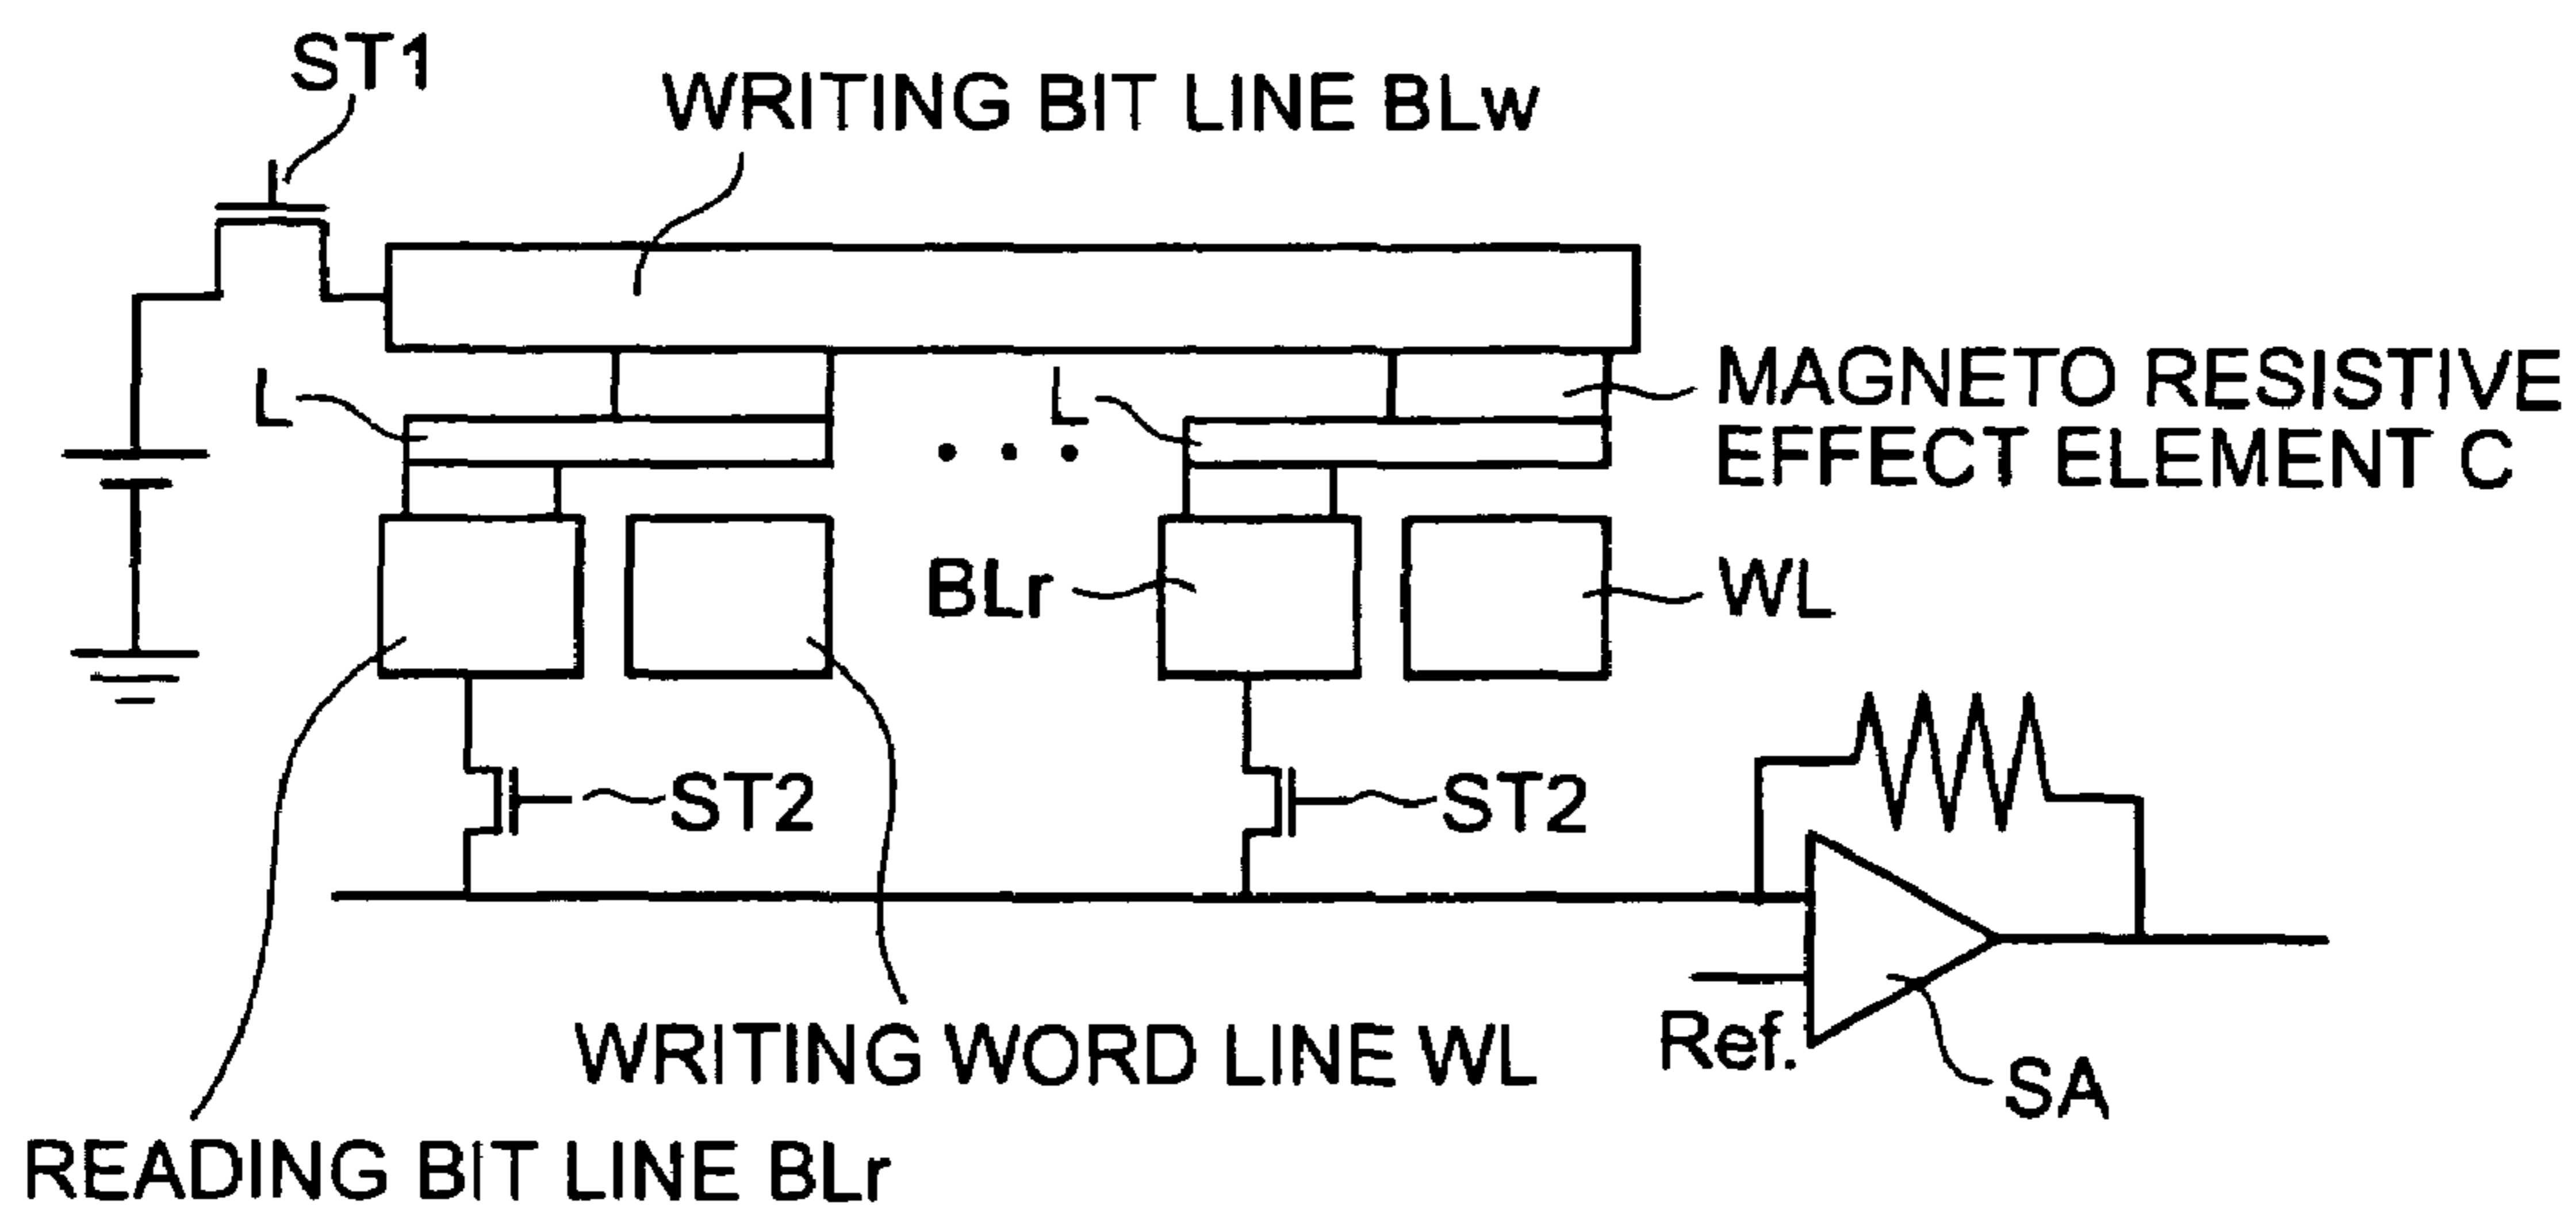 ST1
WRITING BIT LINE BLw
L
L
MAGNETO RESISTIVE
EFFECT ELEMENT C
BLr
WL
ST2
ST2
WRITING WORD LINE WL
Ref.
SA
READING BIT LINE BLr